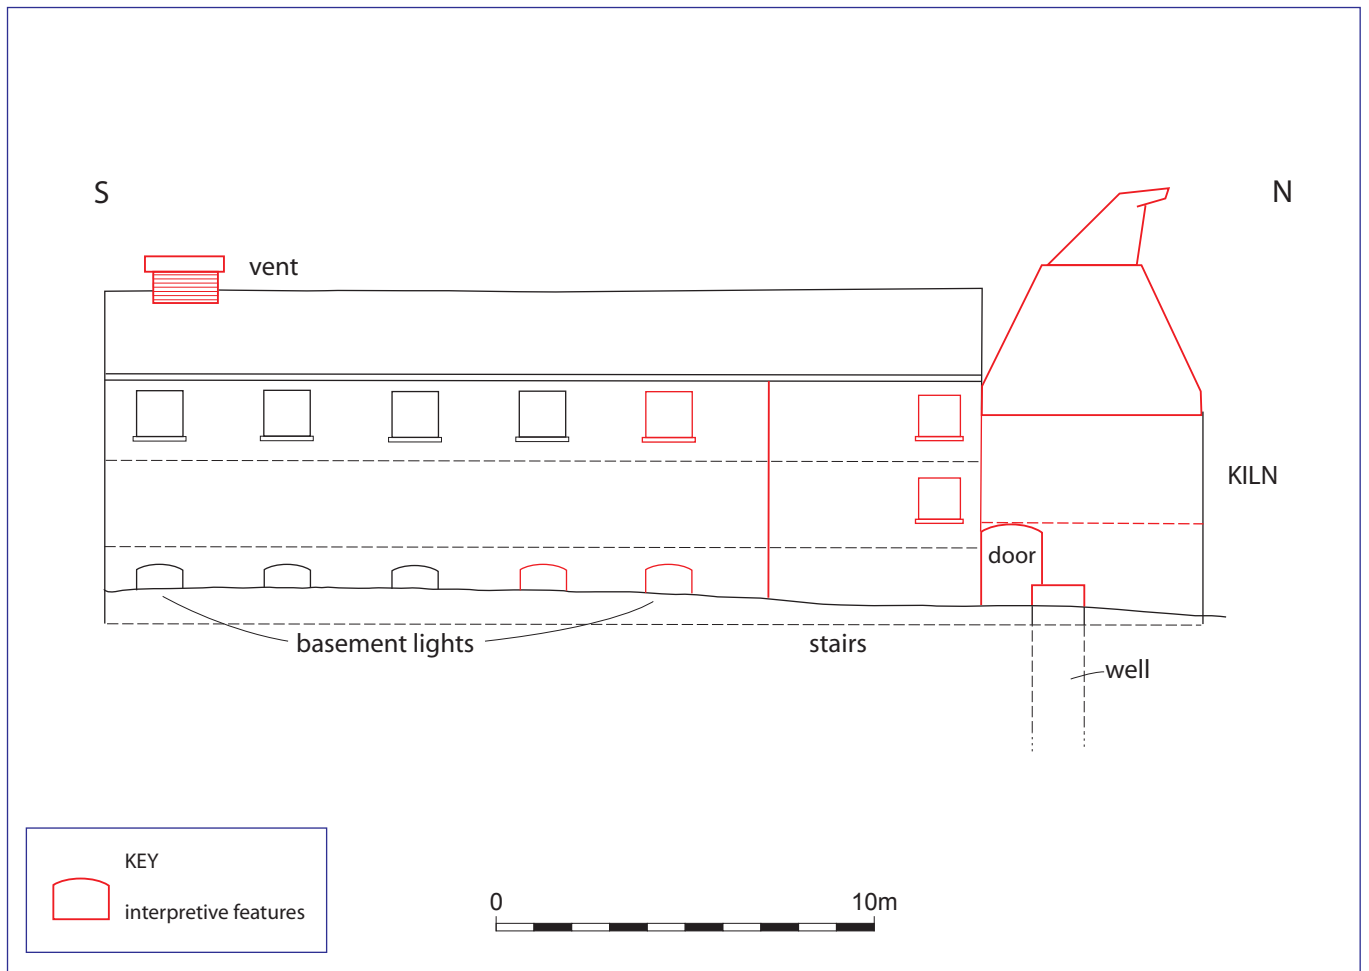 S
N
vent
KILN
door
basement lights
stairs
well
KEY
interpretive features
0
10m